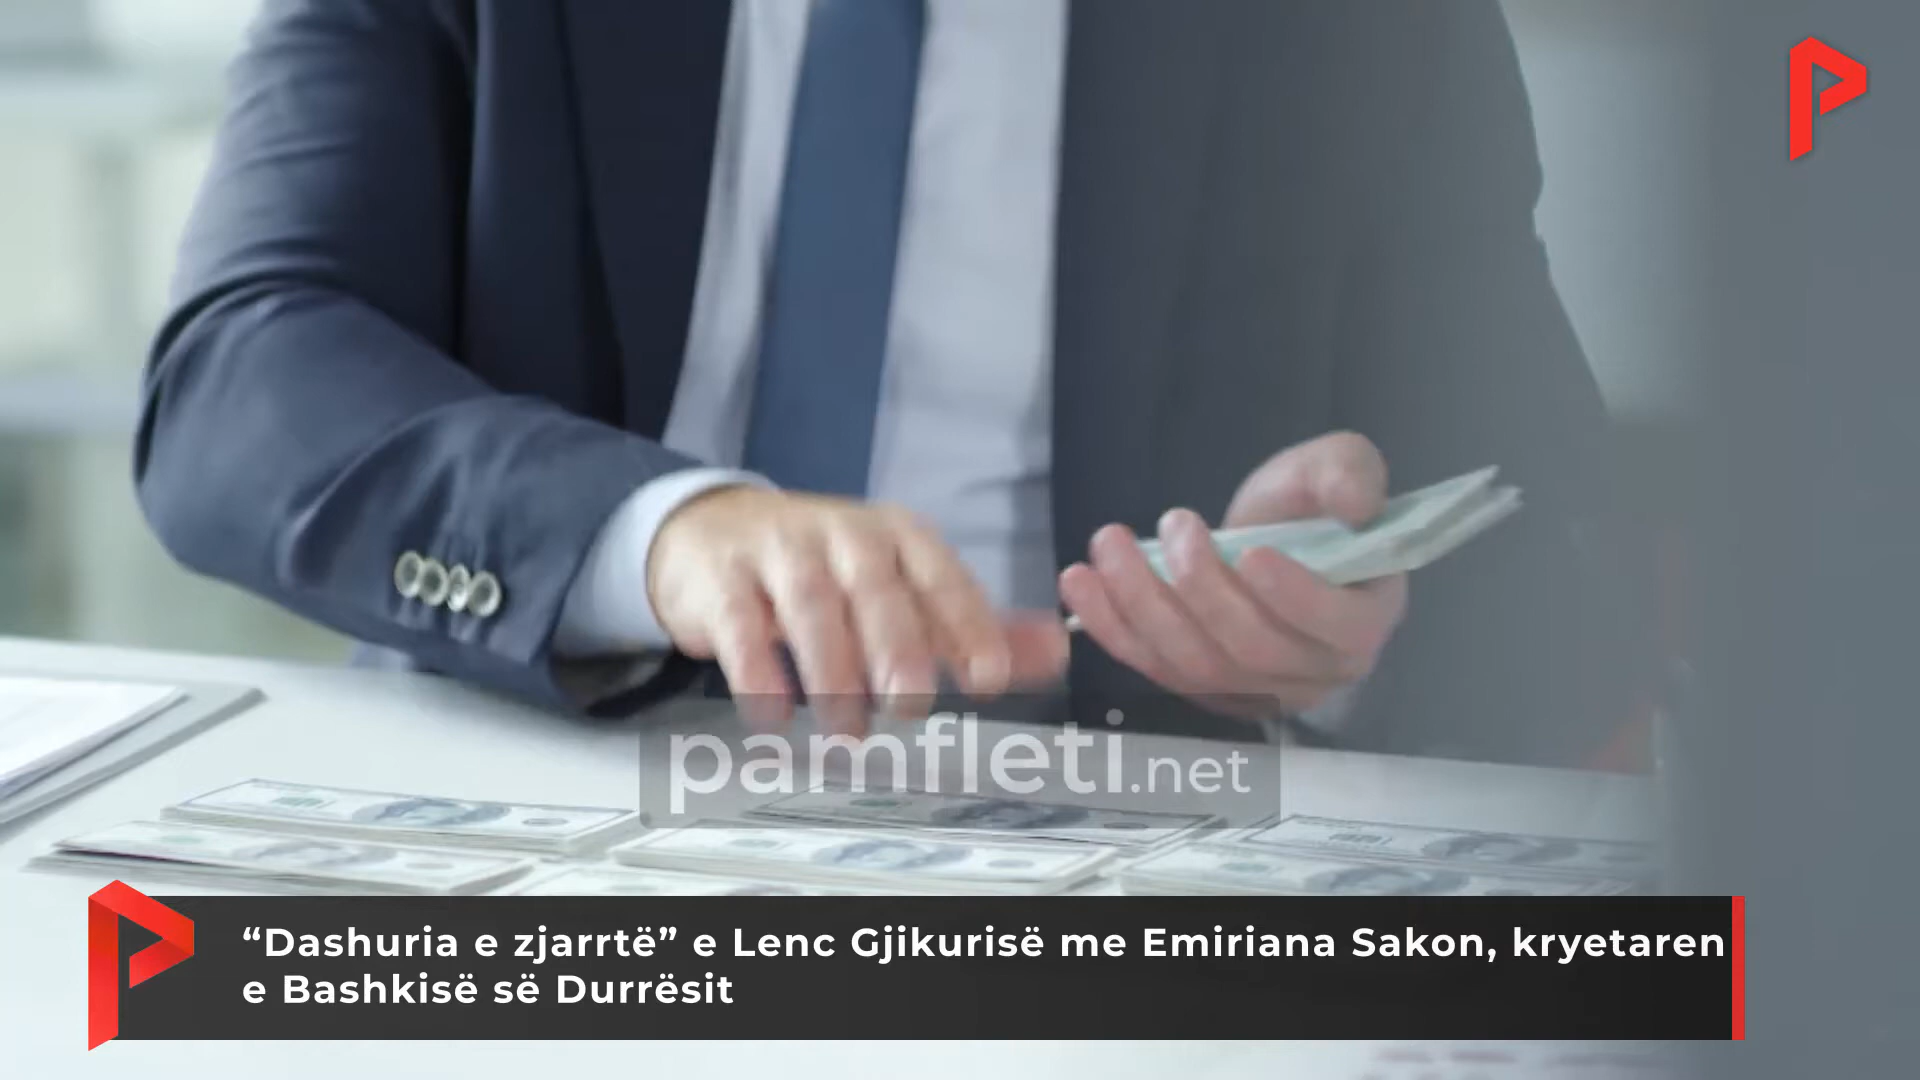 pamfleti.net
“Dashuria e zjarrtë” e Lenc Gjikurisë me Emiriana Sakon, kryetaren
e Bashkisë së Durrësit